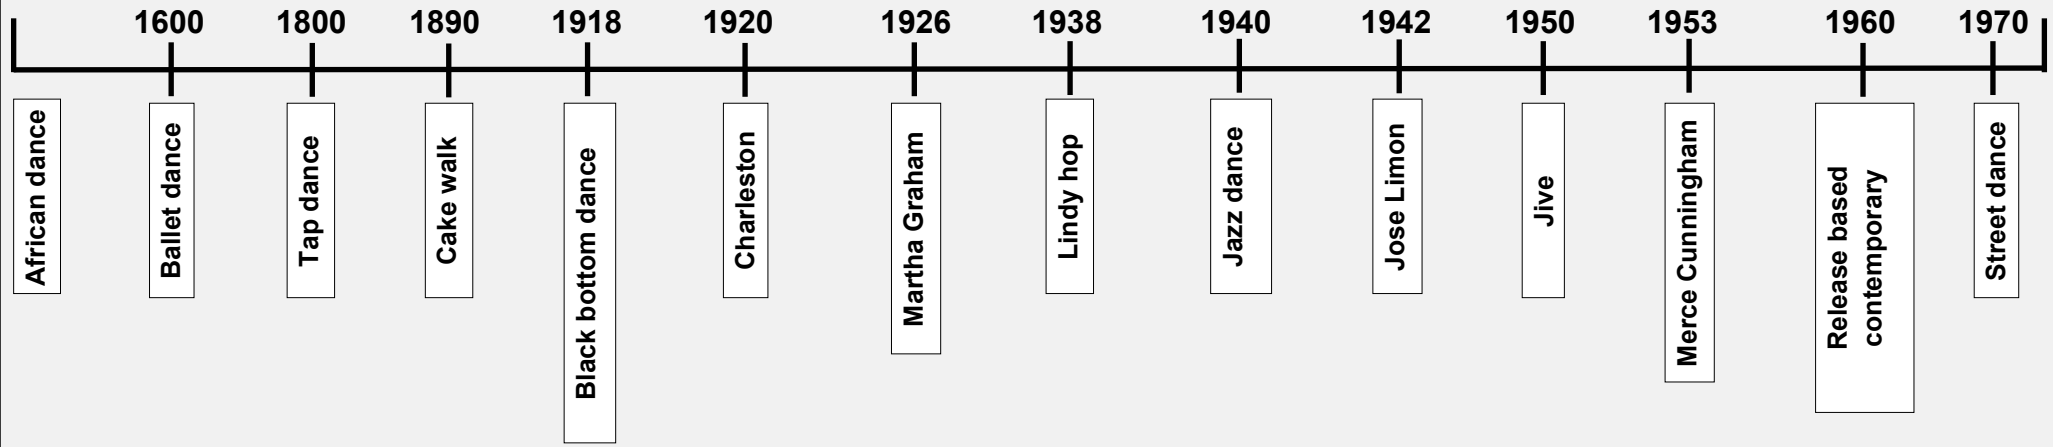 1600
1800
1890
1918
1920
1926
1938
1940
1942
1950
1953
1960
1970
African dance
Ballet dance
Tap dance
Cake walk
Black bottom dance
Charleston
Martha Graham
Lindy hop
Jazz dance
Jose Limon
Jive
Merce Cunningham
Release based
contemporary
Street dance